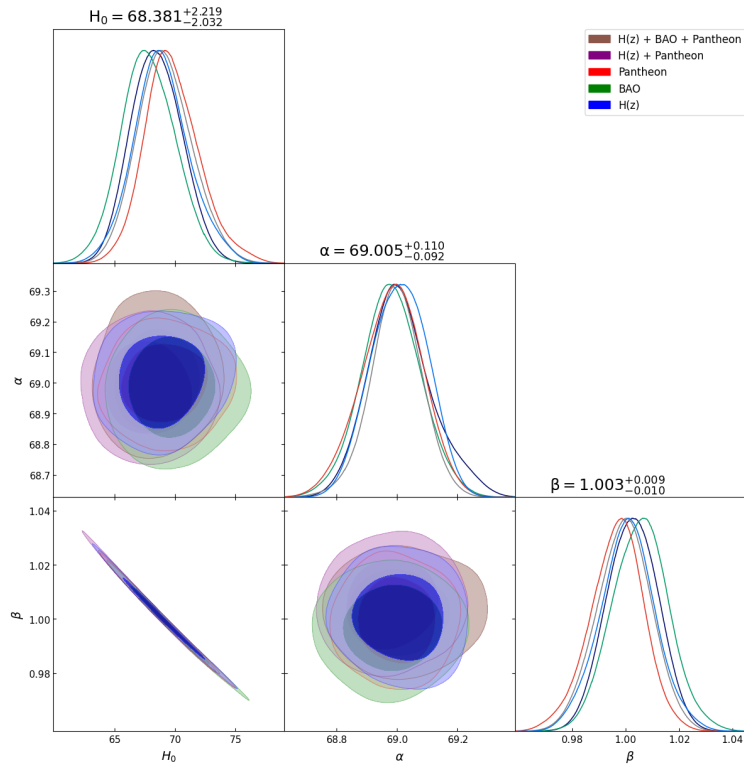 H₀ = 68.381 +2.219 −2.032
H(z) + BAO + Pantheon
H(z) + Pantheon
Pantheon
BAO
H(z)
α = 69.005 +0.110 −0.092
69.3
69.2
69.1
69.0
68.9
68.8
68.7
α
β = 1.003 +0.009 −0.010
1.04
1.02
1.00
0.98
β
65 70 75 68.8 69.0 69.2 0.98 1.00 1.02 1.04
H₀ α β